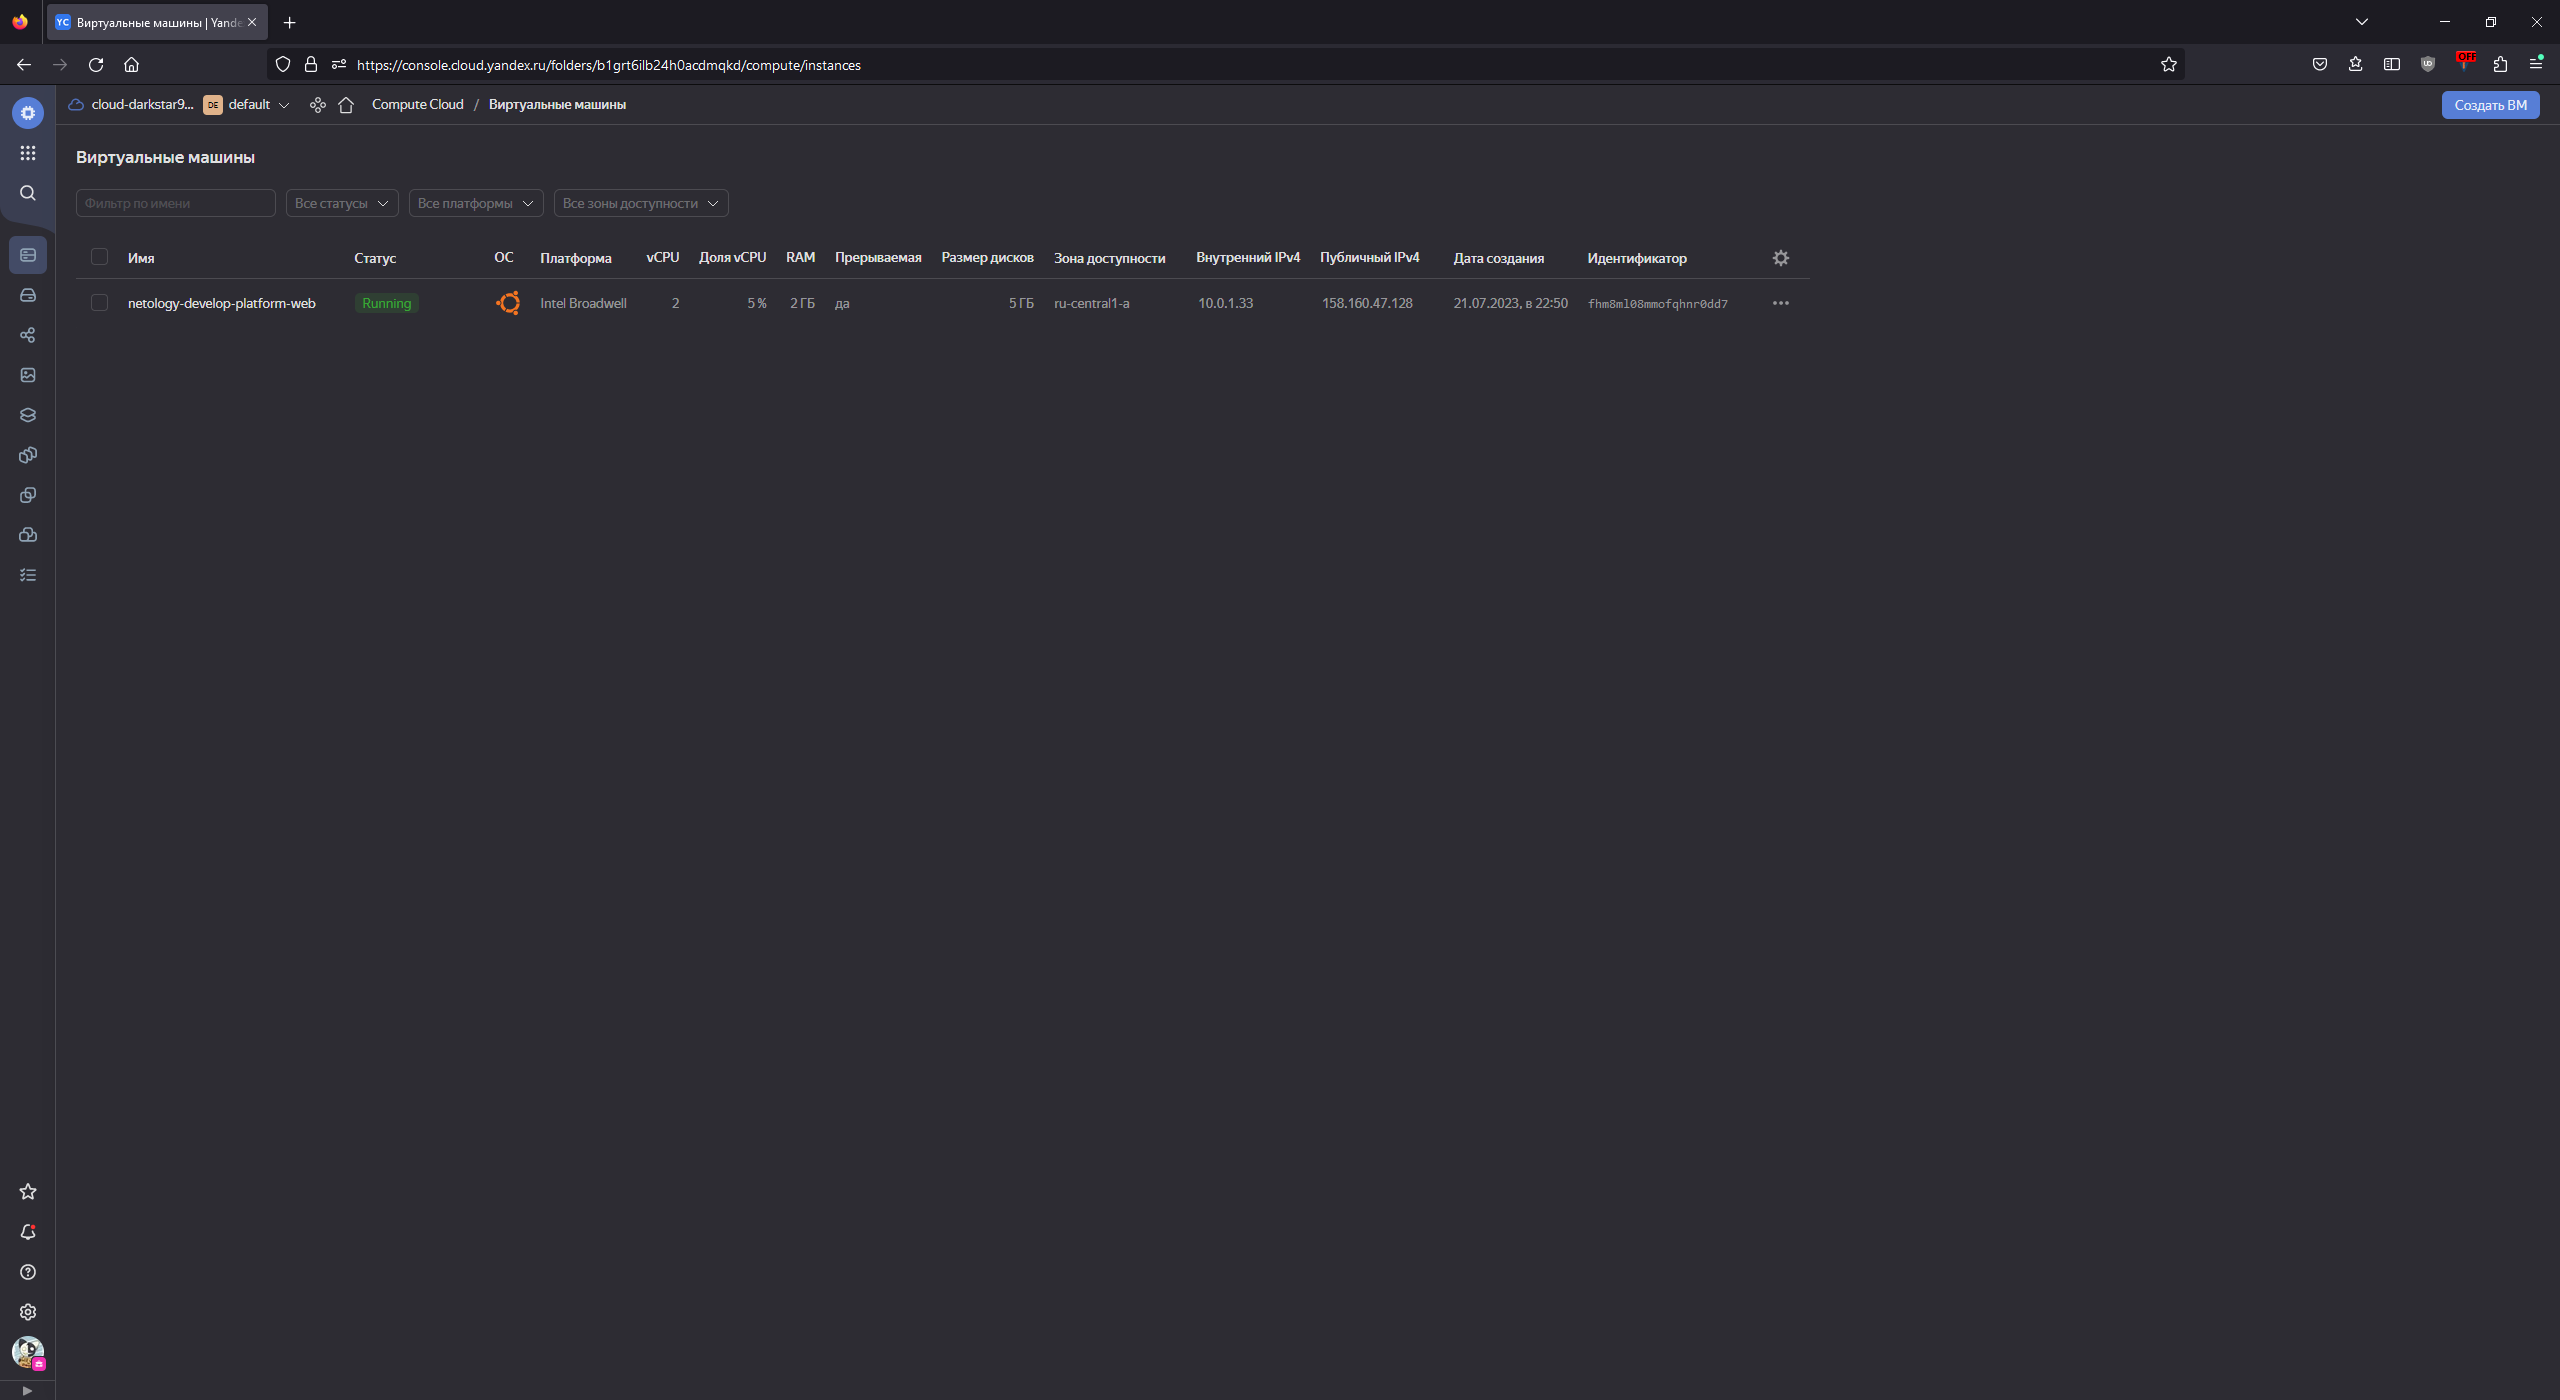 YC Виртуальные машины | Yande
https://console.cloud.yandex.ru/folders/b1grt6ilb24h0acdmqkd/compute/instances
OFF
cloud-darkstar9... DE default Compute Cloud / Виртуальные машины Создать ВМ
Виртуальные машины
Фильтр по имени Все статусы Все платформы Все зоны доступности
Имя Статус ОС Платформа vCPU Доля vCPU RAM Прерываемая Размер дисков Зона доступности Внутренний IPv4 Публичный IPv4 Дата создания Идентификатор
netology-develop-platform-web Running Intel Broadwell 2 5 % 2 ГБ да 5 ГБ ru-central1-a 10.0.1.33 158.160.47.128 21.07.2023, в 22:50 fhm8ml08mmofqhnr0dd7